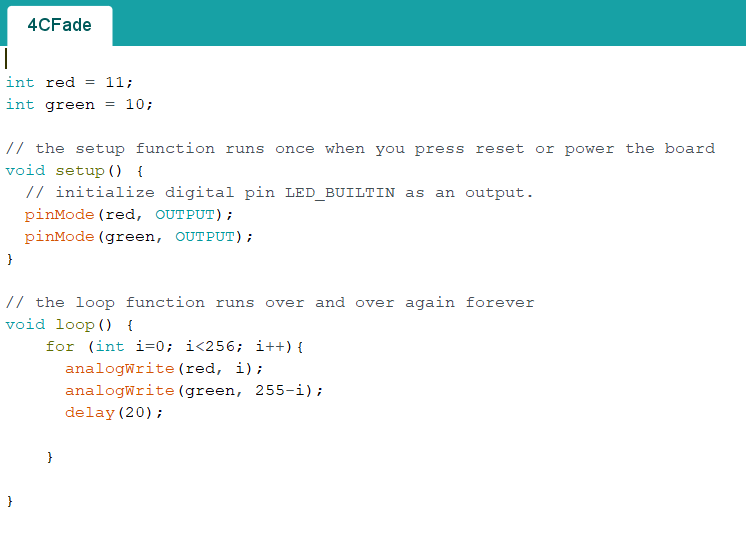 4CFade
int red = 11;
int green = 10;
// the setup function runs once when you press reset or power the board
void setup() {
  // initialize digital pin LED_BUILTIN as an output.
  pinMode(red, OUTPUT);
  pinMode(green, OUTPUT);
}
// the loop function runs over and over again forever
void loop() {
    for (int i=0; i<256; i++){
      analogWrite(red, i);
      analogWrite(green, 255-i);
      delay(20);
    }
}